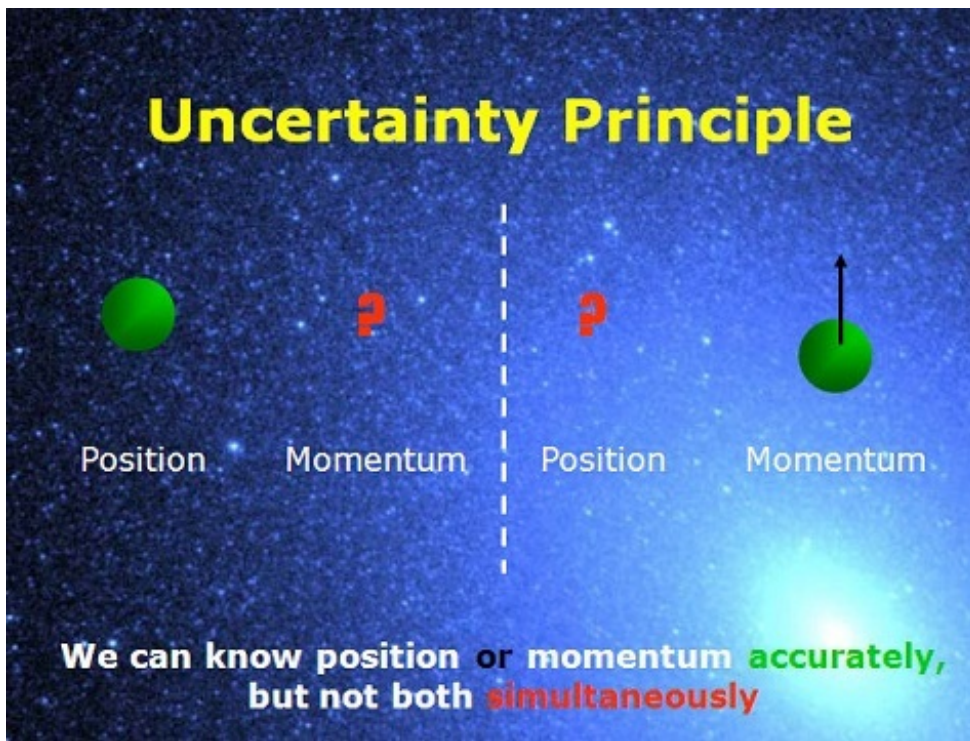 Uncertainty Principle
? ?
Position Momentum Position Momentum
We can know position or momentum accurately,
but not both simultaneously